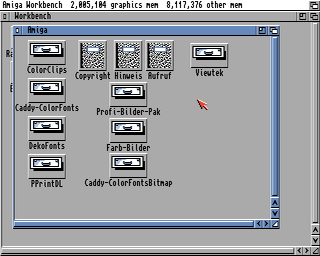 Amiga Workbench 2,005,104 graphics mem 8,117,376 other mem
Workbench
Amiga
Ra
ColorClips
Copyright Hinweis Aufruf
Viewtek
Caddy-ColorFonts
Profi-Bilder-Pak
DekoFonts
Farb-Bilder
PPrintDL
Caddy-ColorFontsBitmap